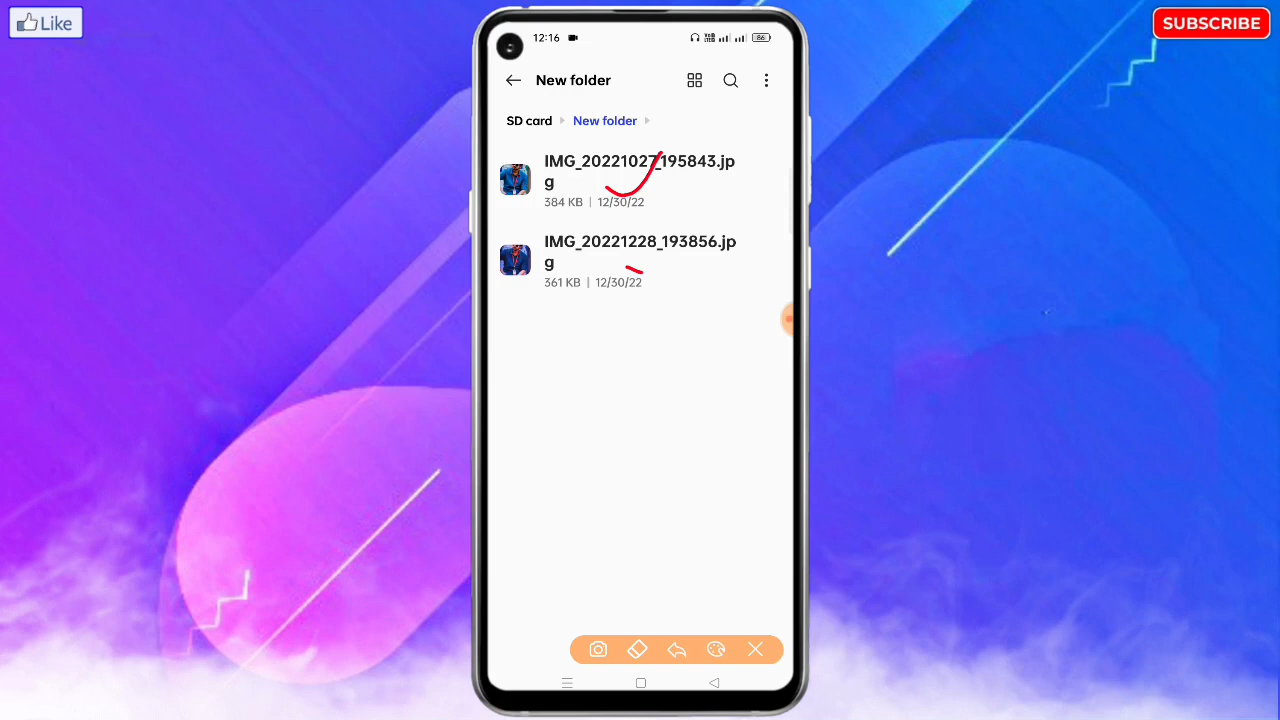 Like
SUBSCRIBE
12:16
86
New folder
SD card New folder
IMG_20221027_195843.jp
g
384 KB | 12/30/22
IMG_20221228_193856.jp
g
361 KB | 12/30/22